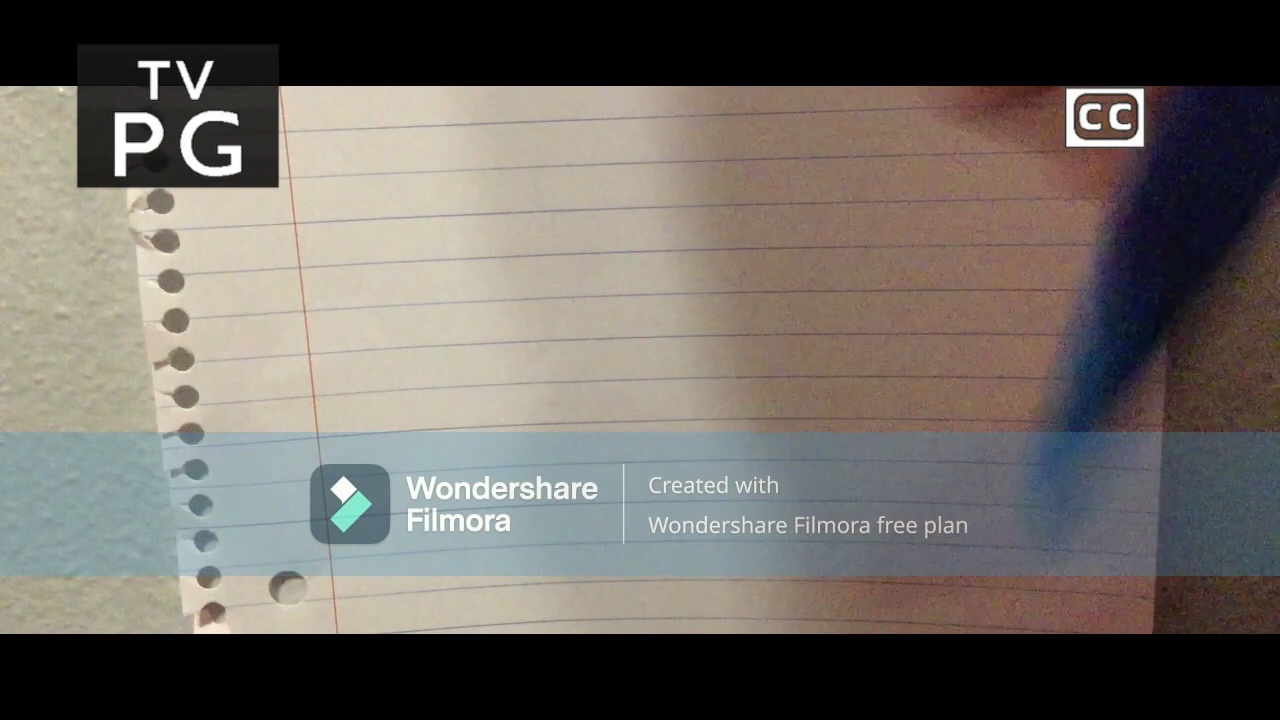 TV
PG
CC
Wondershare
Filmora
Created with
Wondershare Filmora free plan